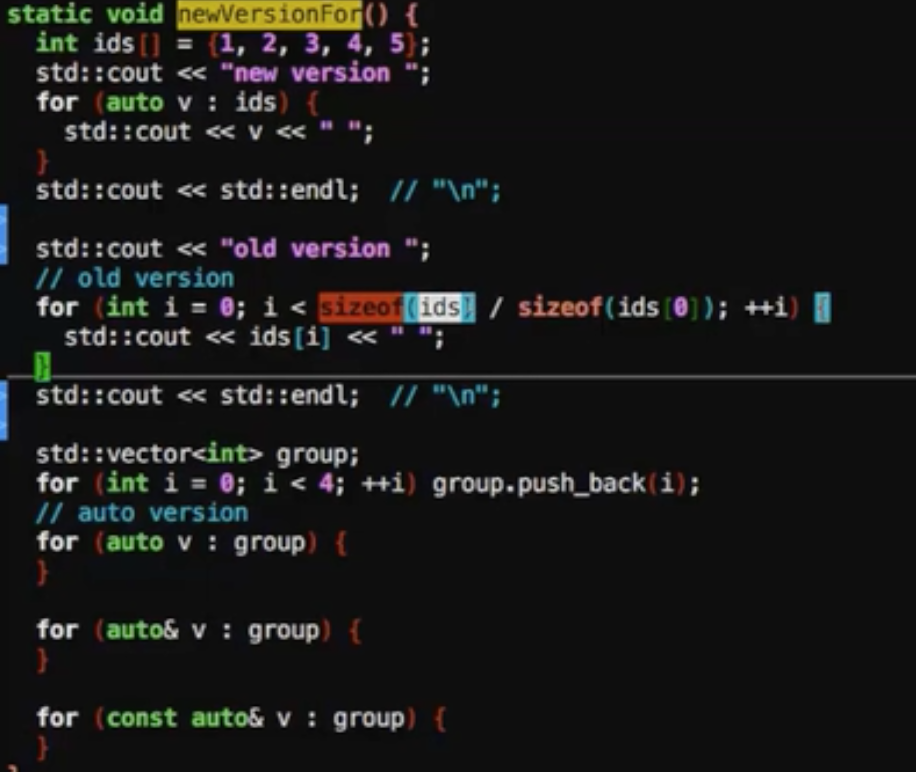 static void newVersionFor() {
  int ids[] = {1, 2, 3, 4, 5};
  std::cout << "new version ";
  for (auto v : ids) {
    std::cout << v << " ";
  }
  std::cout << std::endl;  // "\n";

  std::cout << "old version ";
  // old version
  for (int i = 0; i < sizeof(ids) / sizeof(ids[0]); ++i) {
    std::cout << ids[i] << " ";
  }
  std::cout << std::endl;  // "\n";

  std::vector<int> group;
  for (int i = 0; i < 4; ++i) group.push_back(i);
  // auto version
  for (auto v : group) {
  }

  for (auto& v : group) {
  }

  for (const auto& v : group) {
  }